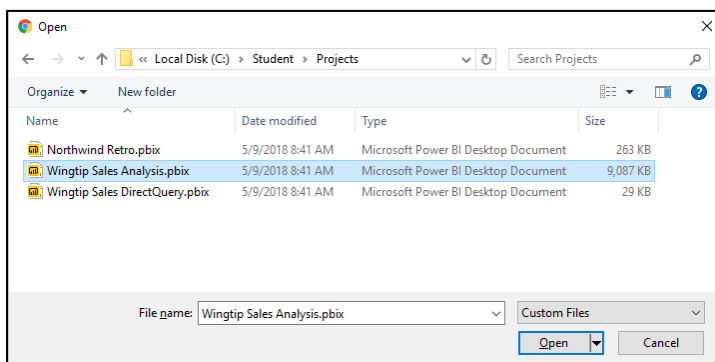 Open
« Local Disk (C:) > Student > Projects Search Projects
Organize New folder
Name Date modified Type Size
Northwind Retro.pbix 5/9/2018 8:41 AM Microsoft Power BI Desktop Document 263 KB
Wingtip Sales Analysis.pbix 5/9/2018 8:41 AM Microsoft Power BI Desktop Document 9,087 KB
Wingtip Sales DirectQuery.pbix 5/9/2018 8:41 AM Microsoft Power BI Desktop Document 29 KB
File name: Wingtip Sales Analysis.pbix Custom Files
Open Cancel